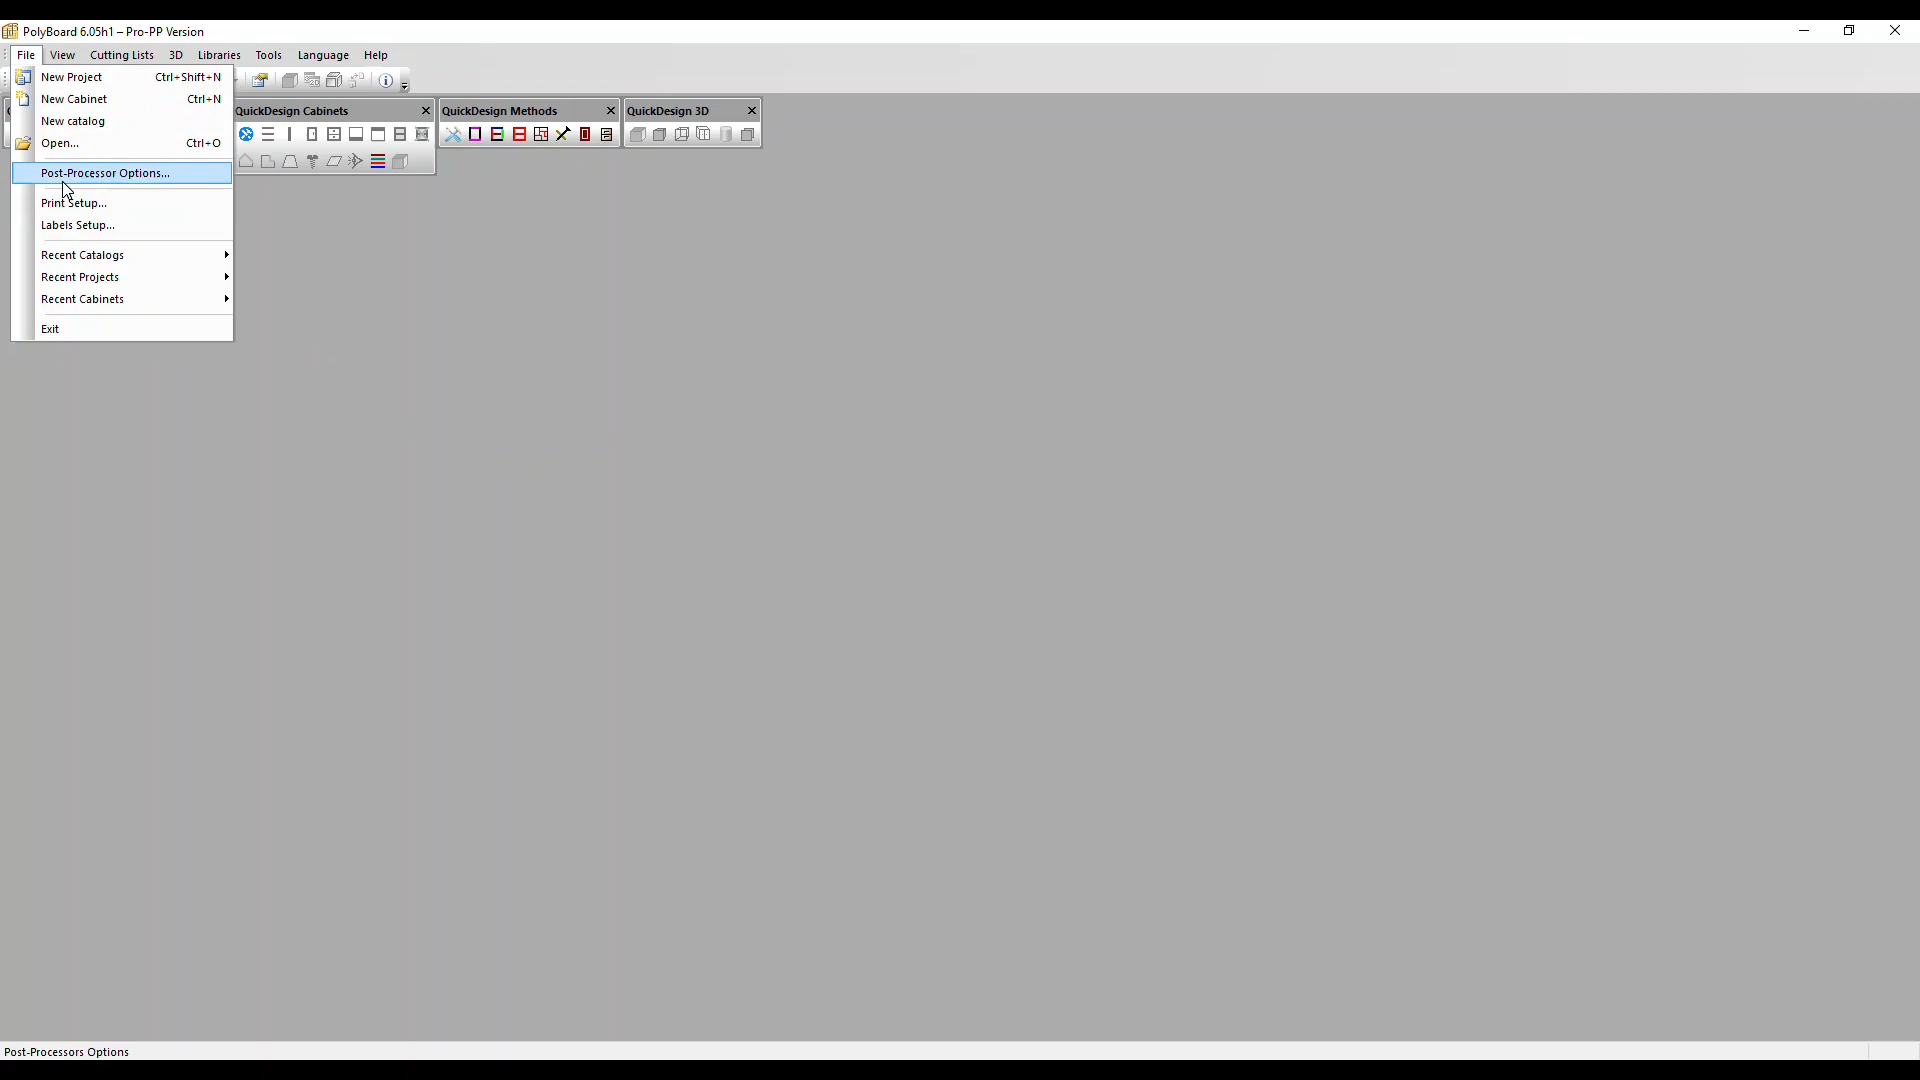 PolyBoard 6.05h1 – Pro-PP Version
File View Cutting Lists 3D Libraries Tools Language Help
New Project Ctrl+Shift+N
New Cabinet Ctrl+N
New catalog
Open... Ctrl+O
Post-Processor Options...
Print Setup...
Labels Setup...
Recent Catalogs
Recent Projects
Recent Cabinets
Exit
QuickDesign Cabinets
QuickDesign Methods
QuickDesign 3D
Post-Processors Options